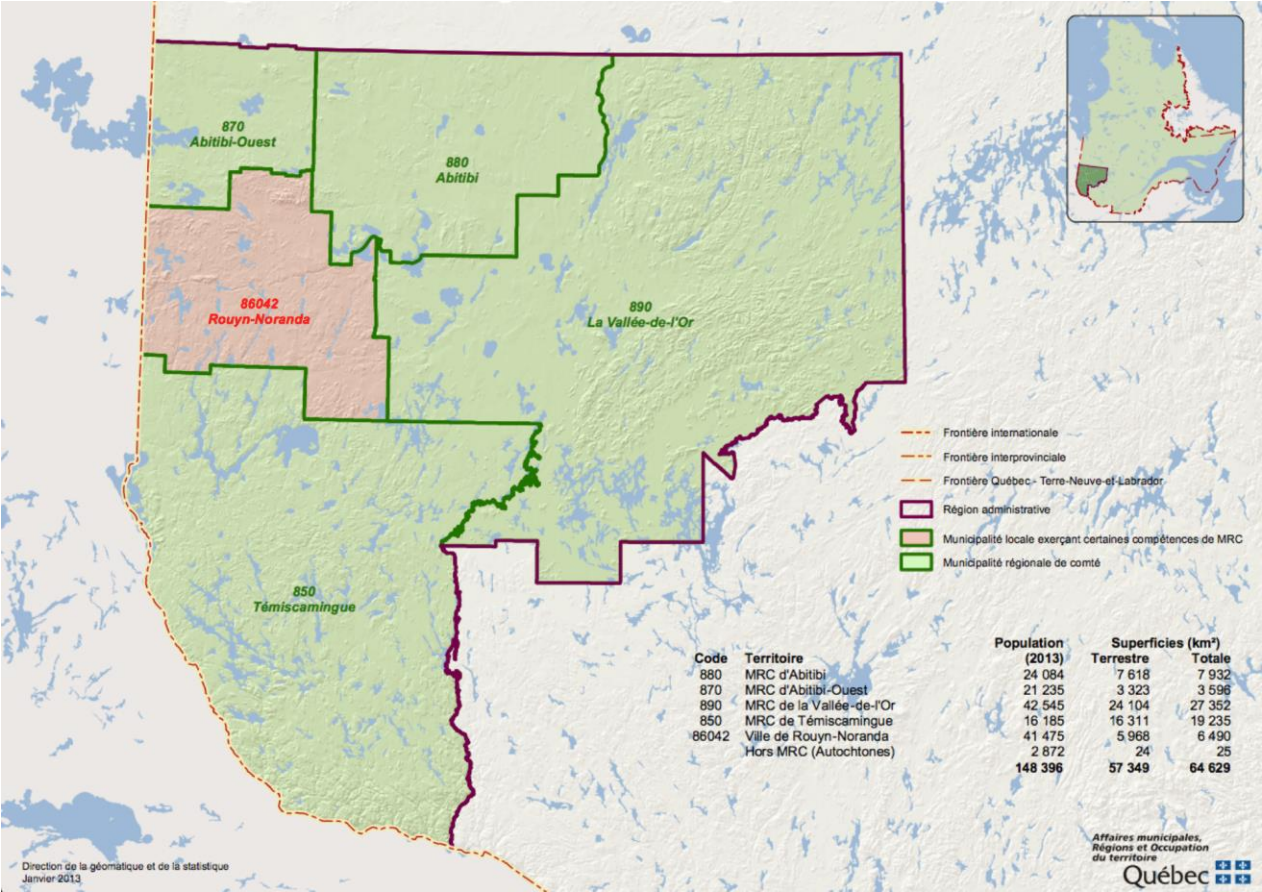 870
Abitibi-Ouest
880
Abitibi
86042
Rouyn-Noranda
890
La Vallée-de-l'Or
850
Témiscamingue
Frontière internationale
Frontière interprovinciale
Frontière Québec - Terre-Neuve-et-Labrador
Région administrative
Municipalité locale exerçant certaines compétences de MRC
Municipalité régionale de comté
Population Superficies (km²)
Code Territoire (2013) Terrestre Totale
880 MRC d'Abitibi 24 084 7 618 7 932
870 MRC d'Abitibi-Ouest 21 235 3 323 3 596
890 MRC de la Vallée-de-l'Or 42 545 24 104 27 352
850 MRC de Témiscamingue 16 185 16 311 19 235
86042 Ville de Rouyn-Noranda 41 475 5 968 6 490
Hors MRC (Autochtones) 2 872 24 25
148 396 57 349 64 629
Direction de la géomatique et de la statistique
Janvier 2013
Affaires municipales,
Régions et Occupation
du territoire
Québec